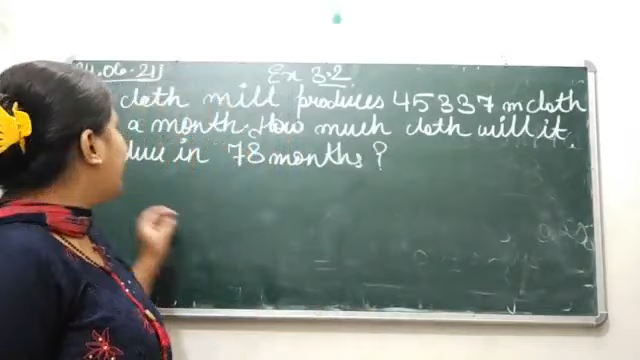 .06.21
Ex 3.2
cloth mill produces 45337 m cloth
a month. How much cloth will it
duce in 78 months ?